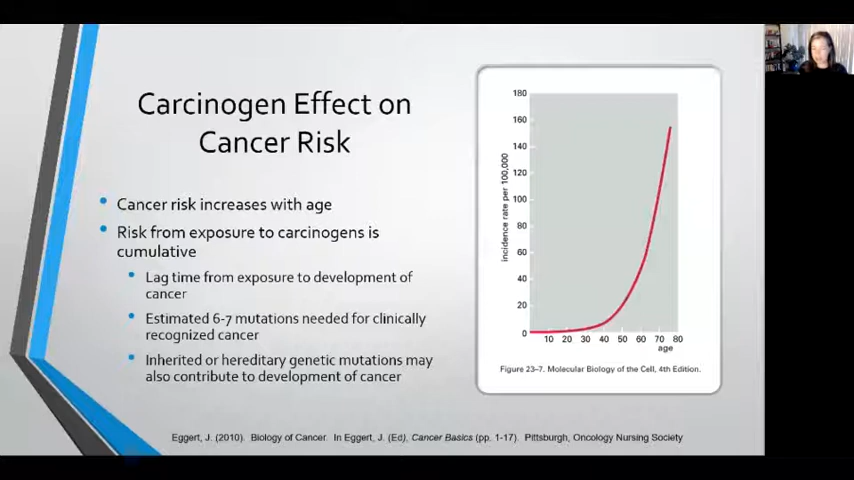 Carcinogen Effect on
Cancer Risk
• Cancer risk increases with age
• Risk from exposure to carcinogens is
cumulative
• Lag time from exposure to development of
cancer
• Estimated 6-7 mutations needed for clinically
recognized cancer
• Inherited or hereditary genetic mutations may
also contribute to development of cancer
incidence rate per 100,000
180
160
140
120
100
80
60
40
20
0
10 20 30 40 50 60 70 80
age
Figure 23–7. Molecular Biology of the Cell, 4th Edition.
Eggert, J. (2010). Biology of Cancer. In Eggert, J. (Ed), Cancer Basics (pp. 1-17). Pittsburgh, Oncology Nursing Society